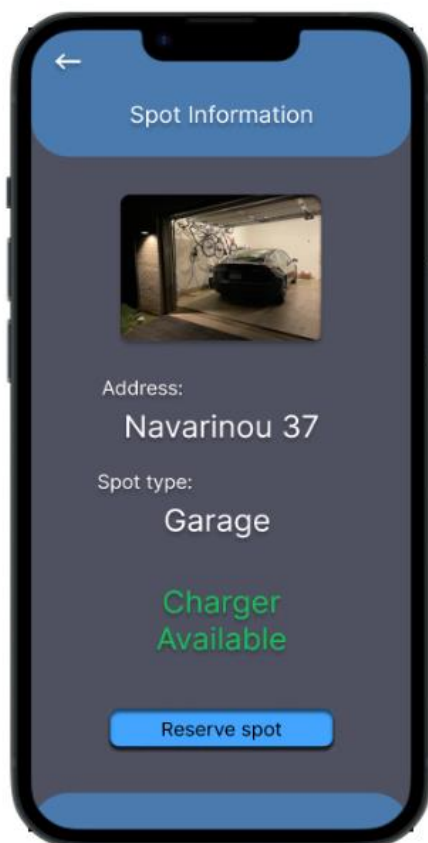 Spot Information
Address:
Navarinou 37
Spot type:
Garage
Charger
Available
Reserve spot